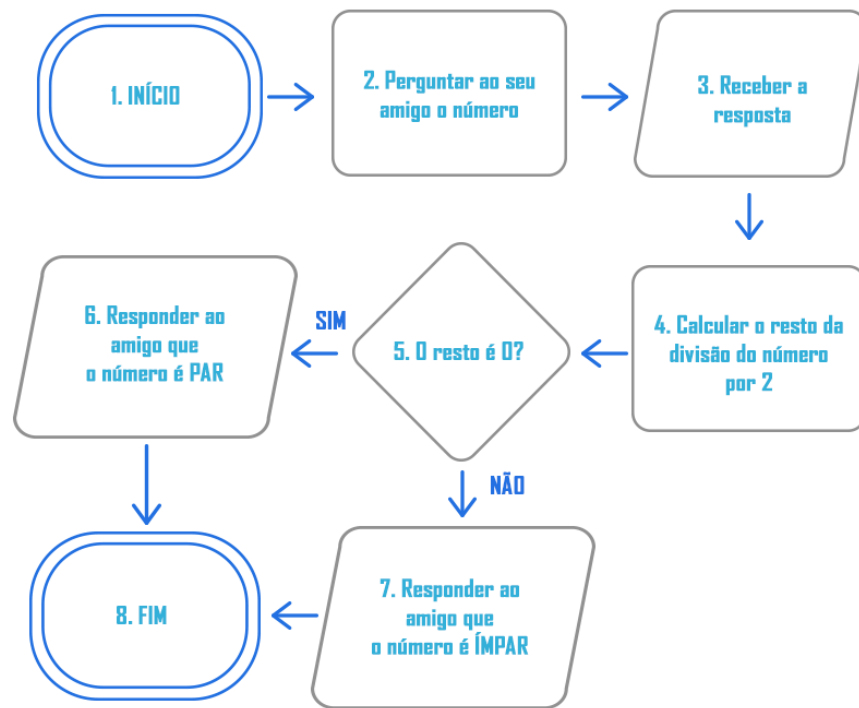 1. INÍCIO
2. Perguntar ao seu
amigo o número
3. Receber a
resposta
4. Calcular o resto da
divisão do número
por 2
5. O resto é 0?
SIM
6. Responder ao
amigo que
o número é PAR
NÃO
7. Responder ao
amigo que
o número é ÍMPAR
8. FIM